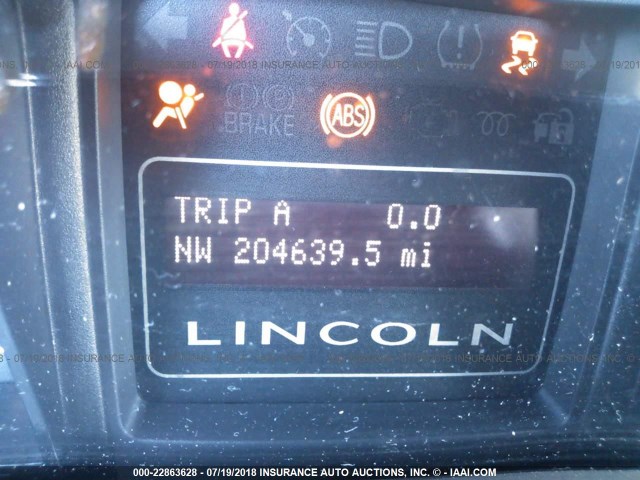 BRAKE
ABS
TRIP A 0.0
NW 204639.5 mi
LINCOLN
000-22863628 - 07/19/2018 INSURANCE AUTO AUCTIONS, INC. - © - IAAI.COM